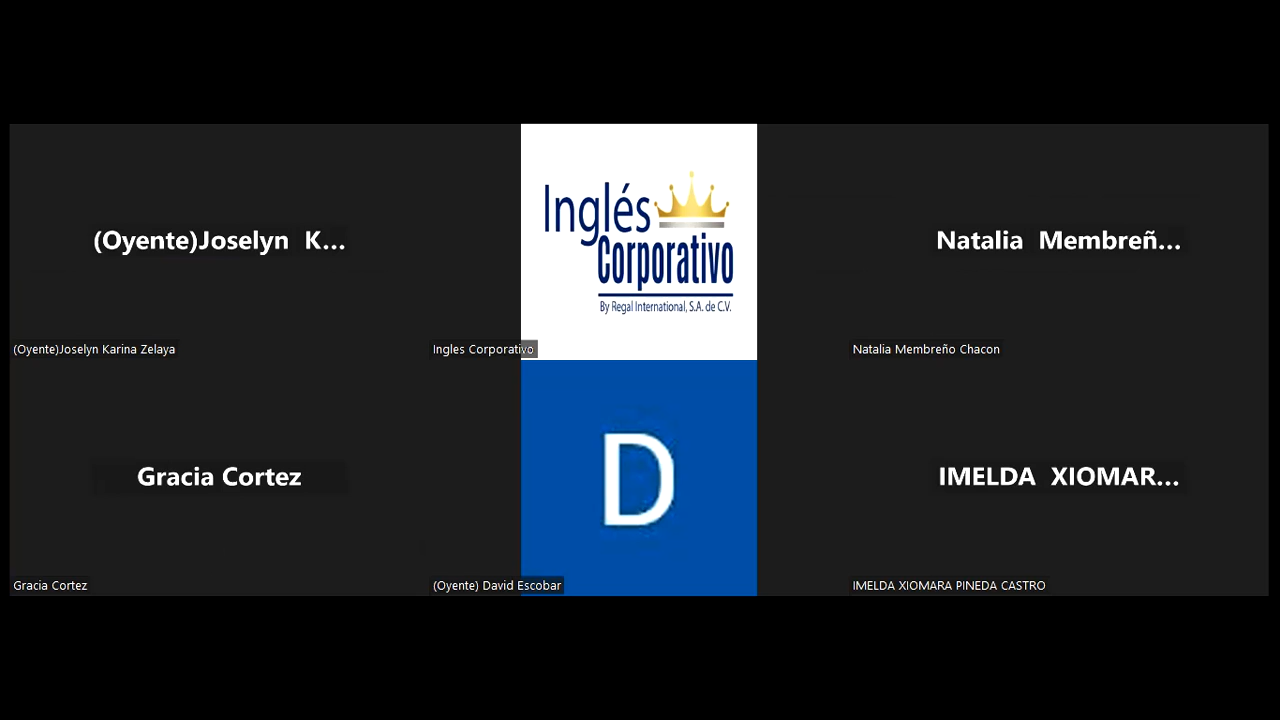 (Oyente)Joselyn K...
(Oyente)Joselyn Karina Zelaya
Inglés
Corporativo
By Regal International, S.A. de C.V.
Ingles Corporativo
Natalia Membreñ...
Natalia Membreño Chacon
Gracia Cortez
Gracia Cortez
D
(Oyente) David Escobar
IMELDA XIOMAR...
IMELDA XIOMARA PINEDA CASTRO